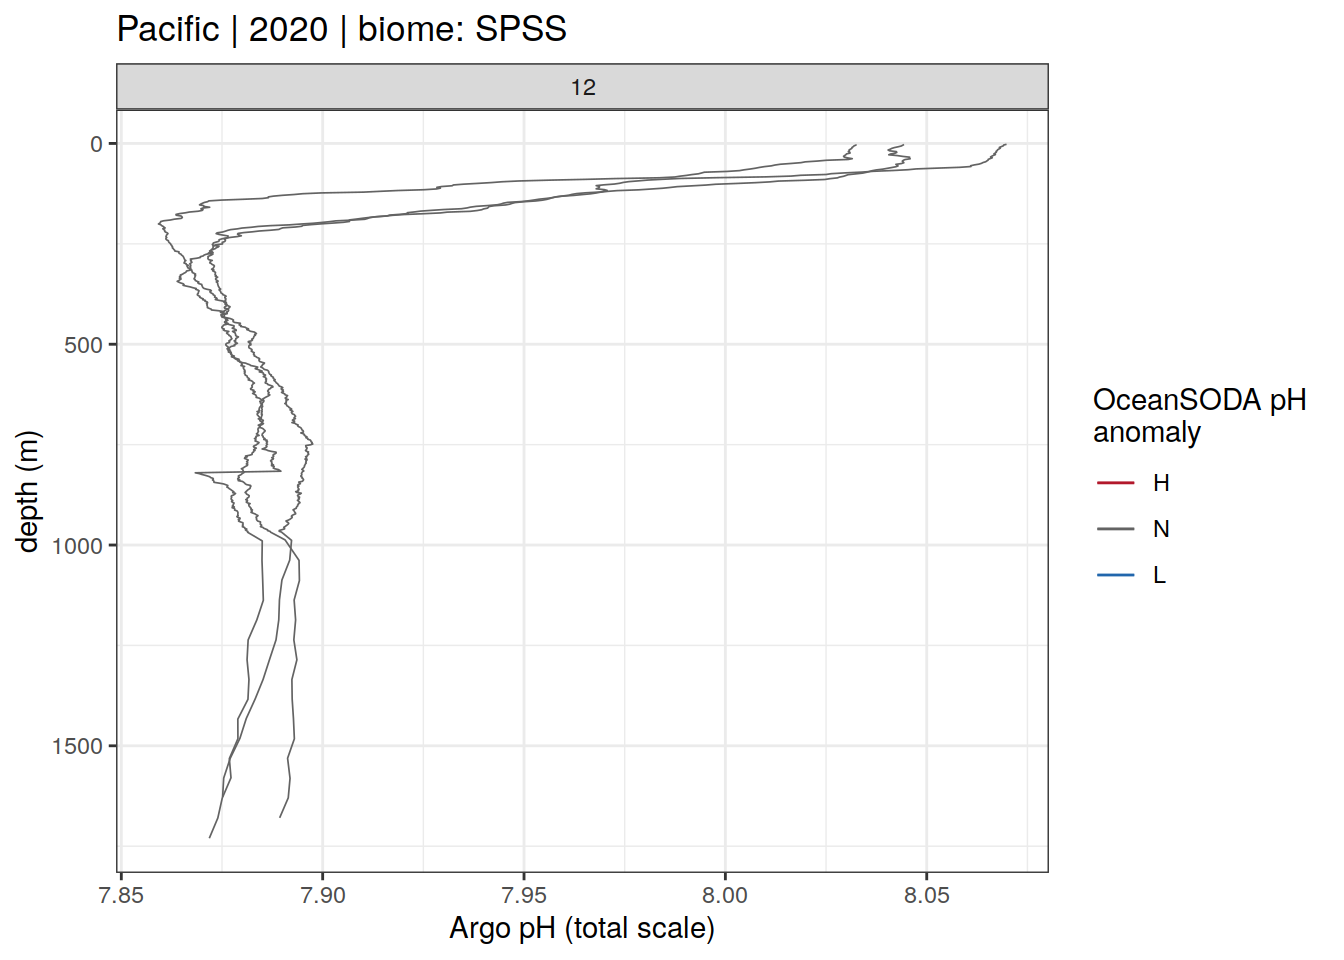 Pacific | 2020 | biome: SPSS
12
0
500
1000
1500
depth (m)
7.85 7.90 7.95 8.00 8.05
Argo pH (total scale)
OceanSODA pH
anomaly
H
N
L